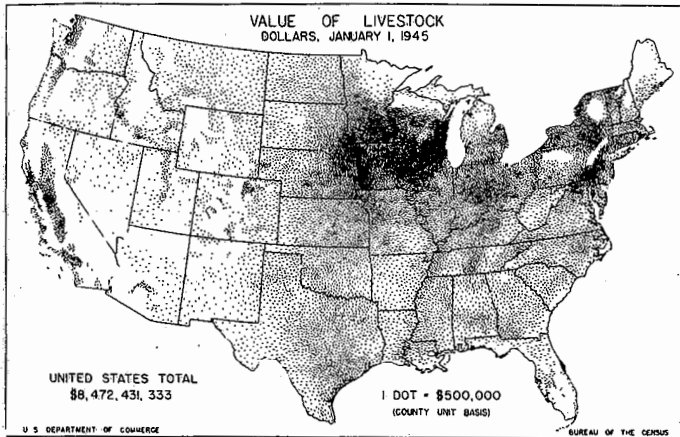 VALUE OF LIVESTOCK
DOLLARS, JANUARY 1, 1945
UNITED STATES TOTAL
$8,472,431,333
1 DOT = $500,000
(COUNTY UNIT BASIS)
U S DEPARTMENT OF COMMERCE
BUREAU OF THE CENSUS